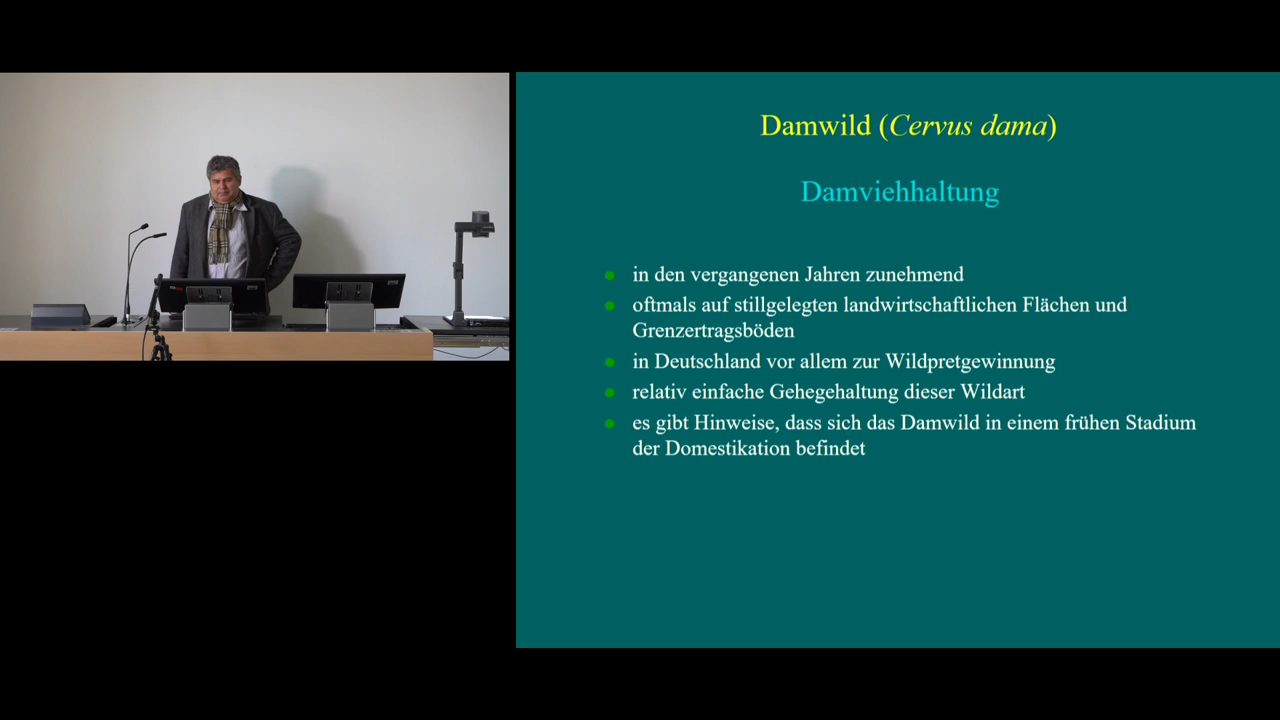 Damwild (Cervus dama)
Damviehhaltung
in den vergangenen Jahren zunehmend
oftmals auf stillgelegten landwirtschaftlichen Flächen und
Grenzertragsböden
in Deutschland vor allem zur Wildpretgewinnung
relativ einfache Gehegehaltung dieser Wildart
es gibt Hinweise, dass sich das Damwild in einem frühen Stadium
der Domestikation befindet